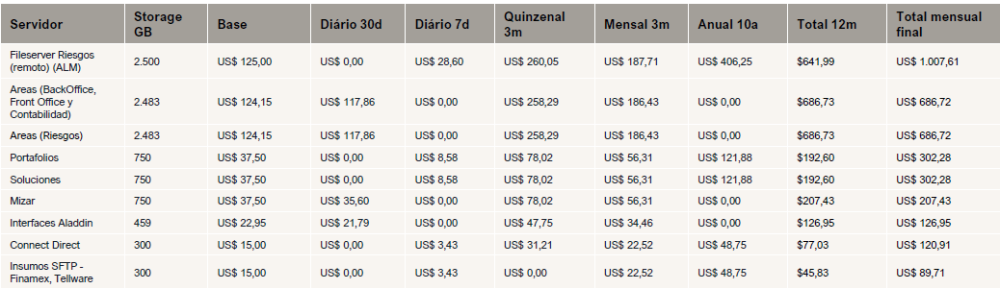 Servidor Storage GB Base Diário 30d Diário 7d Quinzenal 3m Mensal 3m Anual 10a Total 12m Total mensual final
Fileserver Riesgos (remoto) (ALM) 2.500 US$ 125,00 US$ 0,00 US$ 28,60 US$ 260,05 US$ 187,71 US$ 406,25 $641,99 US$ 1.007,61
Areas (BackOffice, Front Office y Contabilidad) 2.483 US$ 124,15 US$ 117,86 US$ 0,00 US$ 258,29 US$ 186,43 US$ 0,00 $686,73 US$ 686,72
Areas (Riesgos) 2.483 US$ 124,15 US$ 117,86 US$ 0,00 US$ 258,29 US$ 186,43 US$ 0,00 $686,73 US$ 686,72
Portafolios 750 US$ 37,50 US$ 0,00 US$ 8,58 US$ 78,02 US$ 56,31 US$ 121,88 $192,60 US$ 302,28
Soluciones 750 US$ 37,50 US$ 0,00 US$ 8,58 US$ 78,02 US$ 56,31 US$ 121,88 $192,60 US$ 302,28
Mizar 750 US$ 37,50 US$ 35,60 US$ 0,00 US$ 78,02 US$ 56,31 US$ 0,00 $207,43 US$ 207,43
Interfaces Aladdin 459 US$ 22,95 US$ 21,79 US$ 0,00 US$ 47,75 US$ 34,46 US$ 0,00 $126,95 US$ 126,95
Connect Direct 300 US$ 15,00 US$ 0,00 US$ 3,43 US$ 31,21 US$ 22,52 US$ 48,75 $77,03 US$ 120,91
Insumos SFTP - Finamex, Tellware 300 US$ 15,00 US$ 0,00 US$ 3,43 US$ 0,00 US$ 22,52 US$ 48,75 $45,83 US$ 89,71